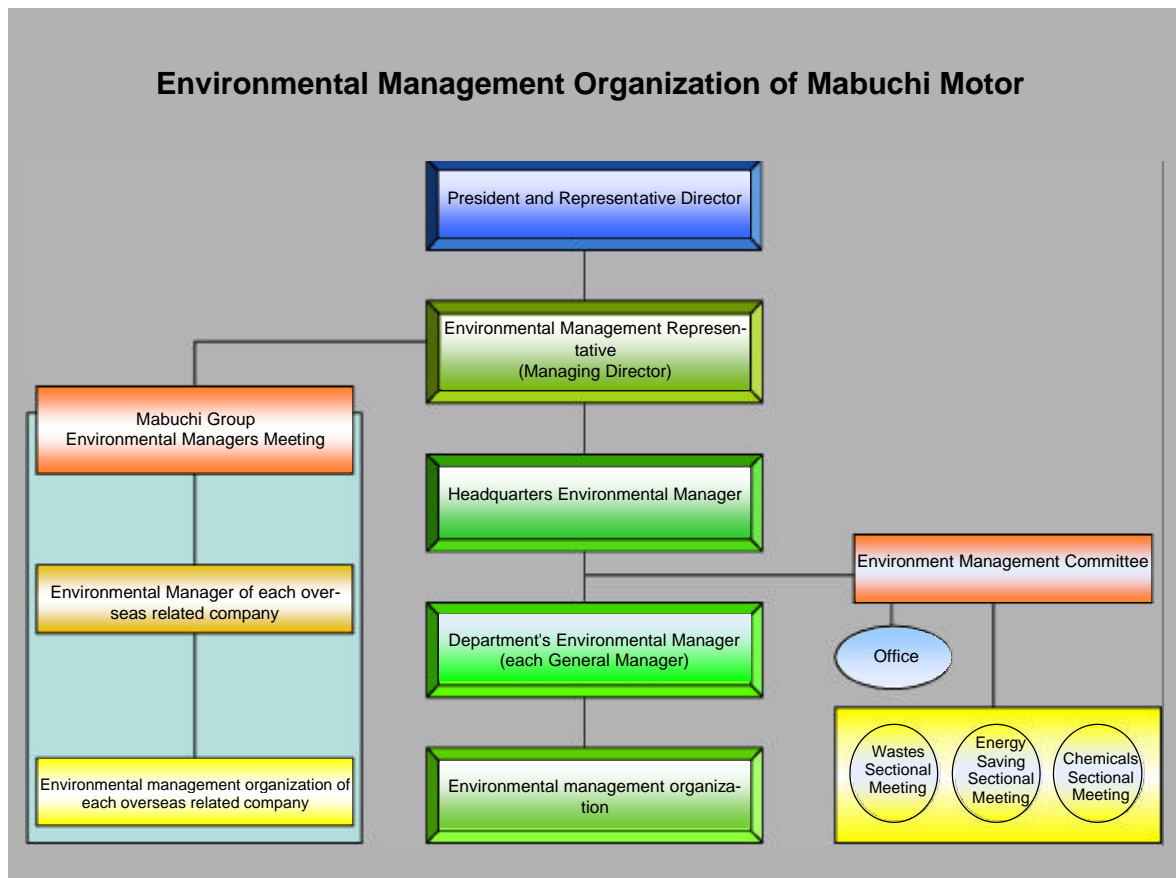 Environmental Management Organization of Mabuchi Motor
President and Representative Director
Environmental Management Represen-
tative
(Managing Director)
Mabuchi Group
Environmental Managers Meeting
Headquarters Environmental Manager
Environment Management Committee
Environmental Manager of each over-
seas related company
Department's Environmental Manager
(each General Manager)
Office
Environmental management organization of
each overseas related company
Environmental management organiza-
tion
Wastes
Sectional
Meeting
Energy
Saving
Sectional
Meeting
Chemicals
Sectional
Meeting